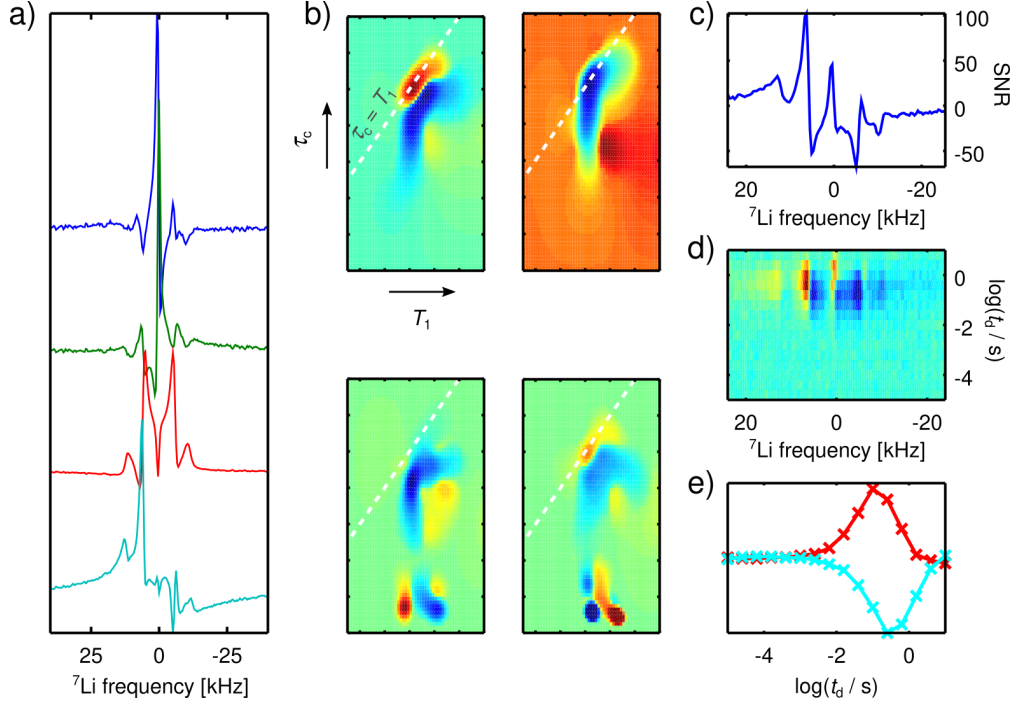 a)
25
0
-25
⁷Li frequency [kHz]
b)
τc = T₁
τc
T₁
c)
100
50
0
-50
SNR
20
0
-20
⁷Li frequency [kHz]
d)
0
-2
-4
log(td / s)
20
0
-20
⁷Li frequency [kHz]
e)
-4
-2
0
log(td / s)